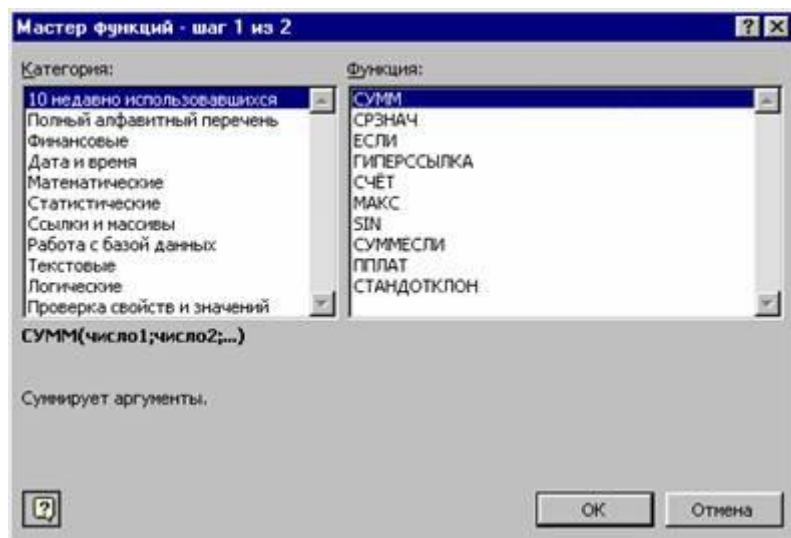 Мастер функций - шаг 1 из 2
Категория:
10 недавно использовавшихся
Полный алфавитный перечень
Финансовые
Дата и время
Математические
Статистические
Ссылки и массивы
Работа с базой данных
Текстовые
Логические
Проверка свойств и значений
Функция:
СУММ
СРЗНАЧ
ЕСЛИ
ГИПЕРССЫЛКА
СЧЁТ
МАКС
SIN
СУММЕСЛИ
ППЛАТ
СТАНДОТКЛОН
СУММ(число1;число2;...)
Суммирует аргументы.
ОК
Отмена